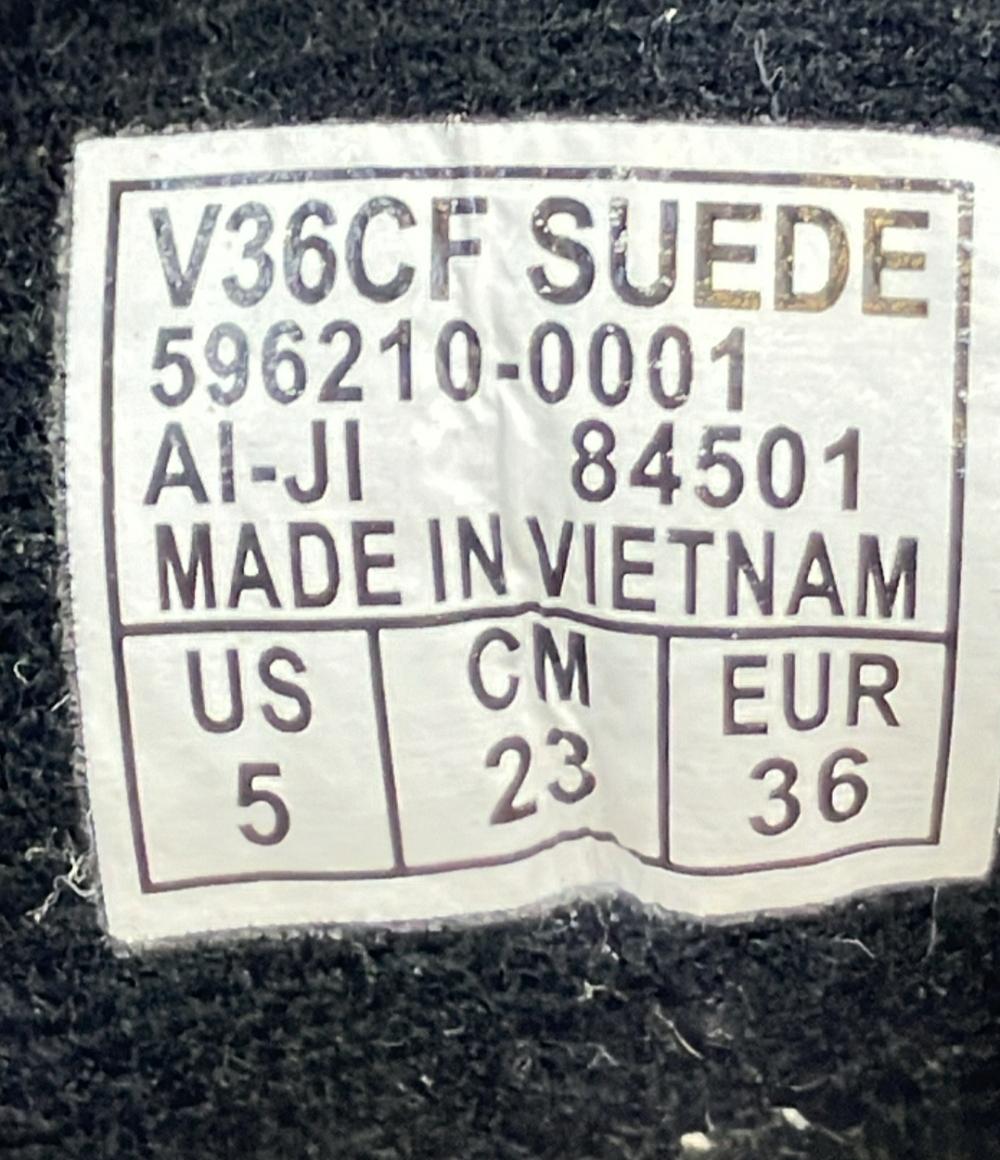 V36CF SUEDE
596210-0001
AI-JI 84501
MADE IN VIETNAM
US CM EUR
5 23 36